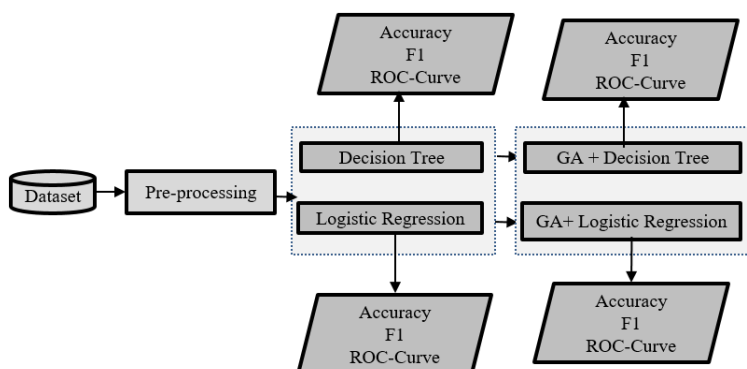 Accuracy
F1
ROC-Curve
Accuracy
F1
ROC-Curve
Decision Tree
GA + Decision Tree
Dataset
Pre-processing
Logistic Regression
GA+ Logistic Regression
Accuracy
F1
ROC-Curve
Accuracy
F1
ROC-Curve